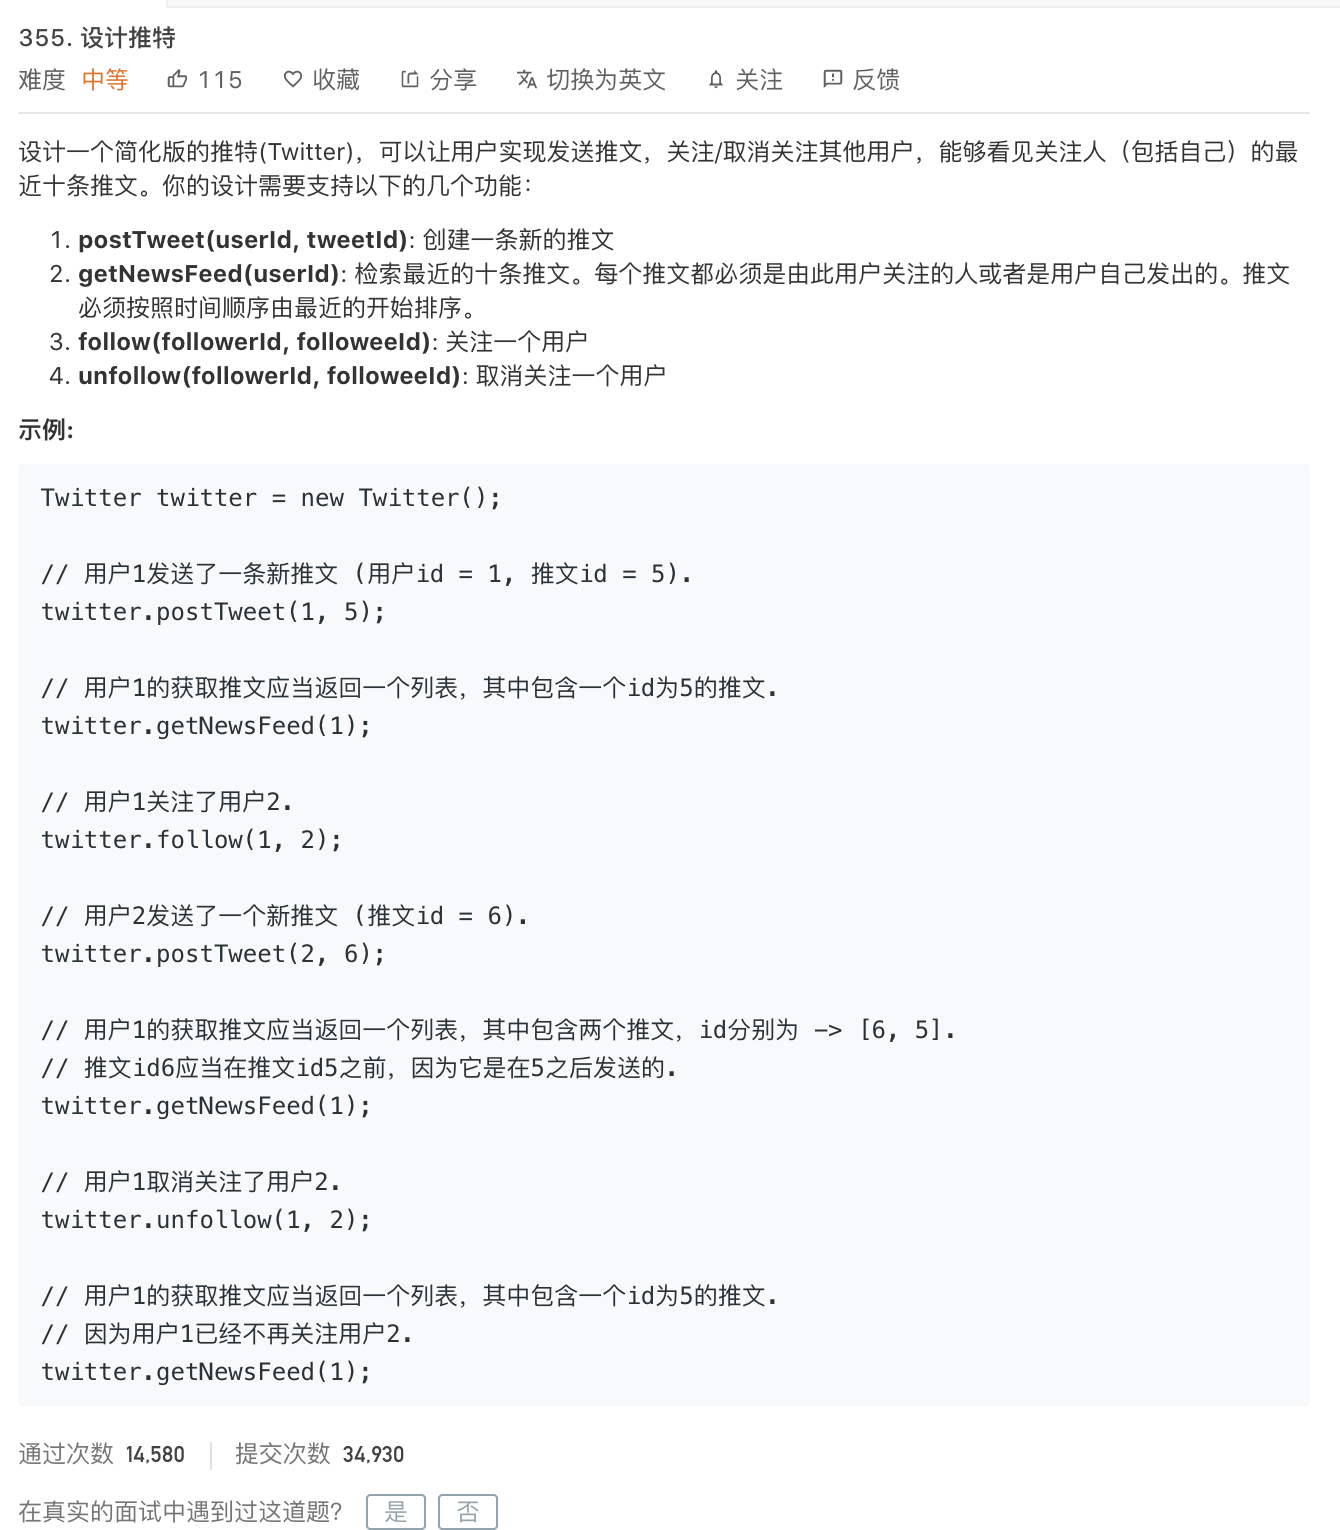 355. 设计推特
难度 中等 115 收藏 分享 切换为英文 关注 反馈
设计一个简化版的推特(Twitter)，可以让用户实现发送推文，关注/取消关注其他用户，能够看见关注人（包括自己）的最
近十条推文。你的设计需要支持以下的几个功能：
1. postTweet(userId, tweetId): 创建一条新的推文
2. getNewsFeed(userId): 检索最近的十条推文。每个推文都必须是由此用户关注的人或者是用户自己发出的。推文
必须按照时间顺序由最近的开始排序。
3. follow(followerId, followeeId): 关注一个用户
4. unfollow(followerId, followeeId): 取消关注一个用户
示例:
Twitter twitter = new Twitter();
// 用户1发送了一条新推文 (用户id = 1, 推文id = 5).
twitter.postTweet(1, 5);
// 用户1的获取推文应当返回一个列表，其中包含一个id为5的推文.
twitter.getNewsFeed(1);
// 用户1关注了用户2.
twitter.follow(1, 2);
// 用户2发送了一个新推文 (推文id = 6).
twitter.postTweet(2, 6);
// 用户1的获取推文应当返回一个列表，其中包含两个推文，id分别为 -> [6, 5].
// 推文id6应当在推文id5之前，因为它是在5之后发送的.
twitter.getNewsFeed(1);
// 用户1取消关注了用户2.
twitter.unfollow(1, 2);
// 用户1的获取推文应当返回一个列表，其中包含一个id为5的推文.
// 因为用户1已经不再关注用户2.
twitter.getNewsFeed(1);
通过次数 14,580 提交次数 34,930
在真实的面试中遇到过这道题? 是 否